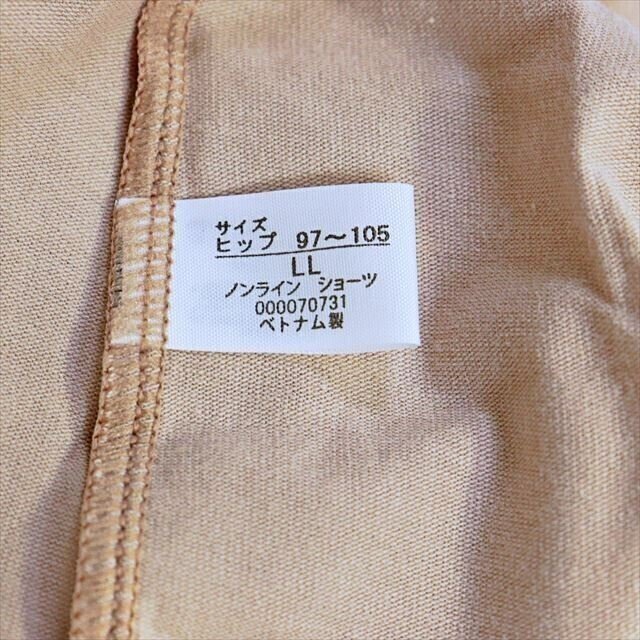 サイズ
ヒップ 97～105
LL
ノンライン ショーツ
000070731
ベトナム製